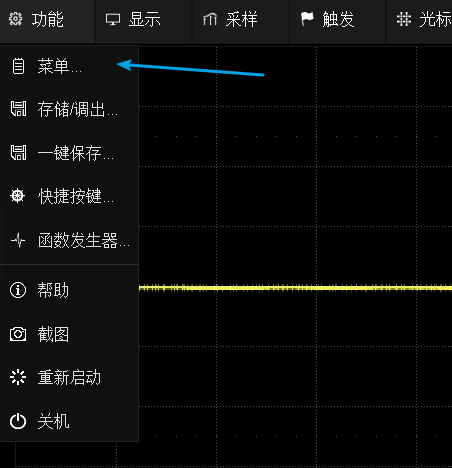 功能 显示 采样 触发 光标
菜单...
存储/调出...
一键保存...
快捷按键...
函数发生器...
帮助
截图
重新启动
关机